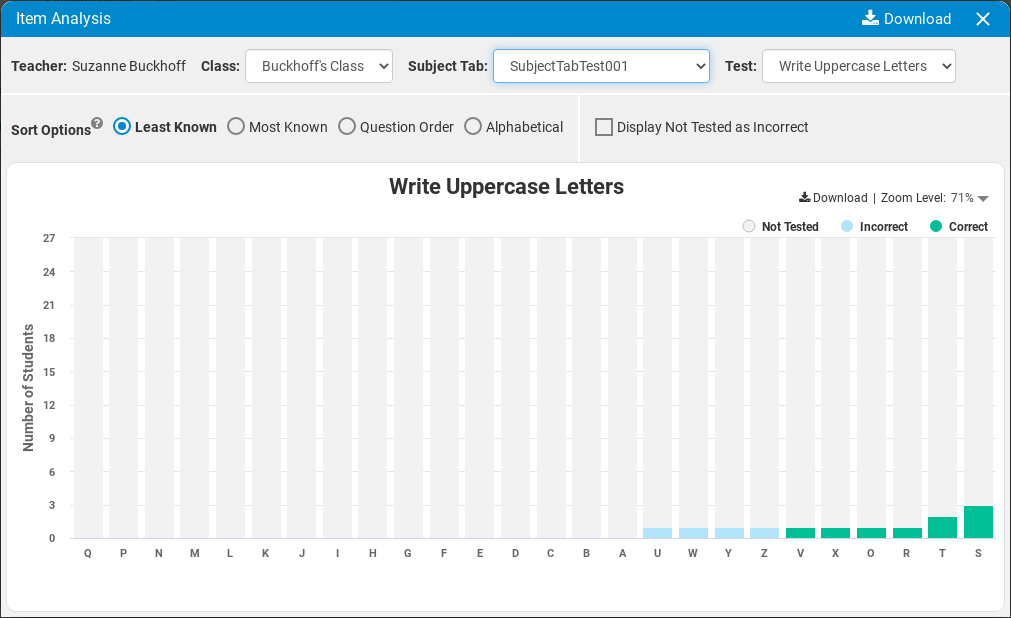 Item Analysis Download
Teacher: Suzanne Buckhoff Class: Buckhoff's Class Subject Tab: SubjectTabTest001 Test: Write Uppercase Letters
Sort Options? Least Known Most Known Question Order Alphabetical Display Not Tested as Incorrect
Write Uppercase Letters
Download | Zoom Level: 71%
Not Tested Incorrect Correct
Number of Students
27
24
21
18
15
12
9
6
3
0
Q P N M L K J I H G F E D C B A U W Y Z V X O R T S